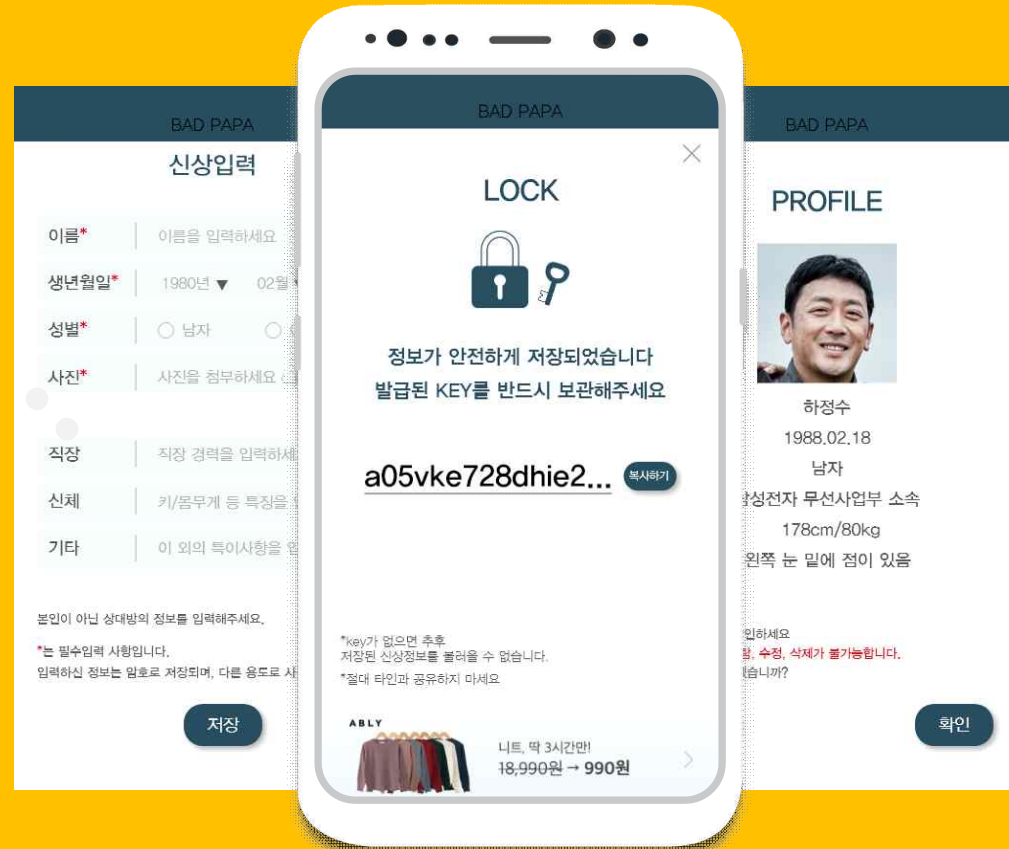 BAD PAPA
신상입력
이름*
이름을 입력하세요
생년월일*
1980년 ▼ 02월
성별*
남자
사진*
사진을 첨부하세요
직장
직장 경력을 입력하세
신체
키/몸무게 등 특징을
기타
이 외의 특이사항을
본인이 아닌 상대방의 정보를 입력해주세요.
*는 필수입력 사항입니다.
입력하신 정보는 암호로 저장되며, 다른 용도로 사
저장
BAD PAPA
LOCK
정보가 안전하게 저장되었습니다
발급된 KEY를 반드시 보관해주세요
a05vke728dhie2...
복사하기
*key가 없으면 추후
저장된 신상정보를 불러올 수 없습니다.
*절대 타인과 공유하지 마세요
ABLY
니트, 딱 3시간만!
18,990원 → 990원
BAD PAPA
PROFILE
하정수
1988.02.18
남자
삼성전자 무선사업부 소속
178cm/80kg
왼쪽 눈 밑에 점이 있음
인하세요
수정, 삭제가 불가능합니다.
습니까?
확인